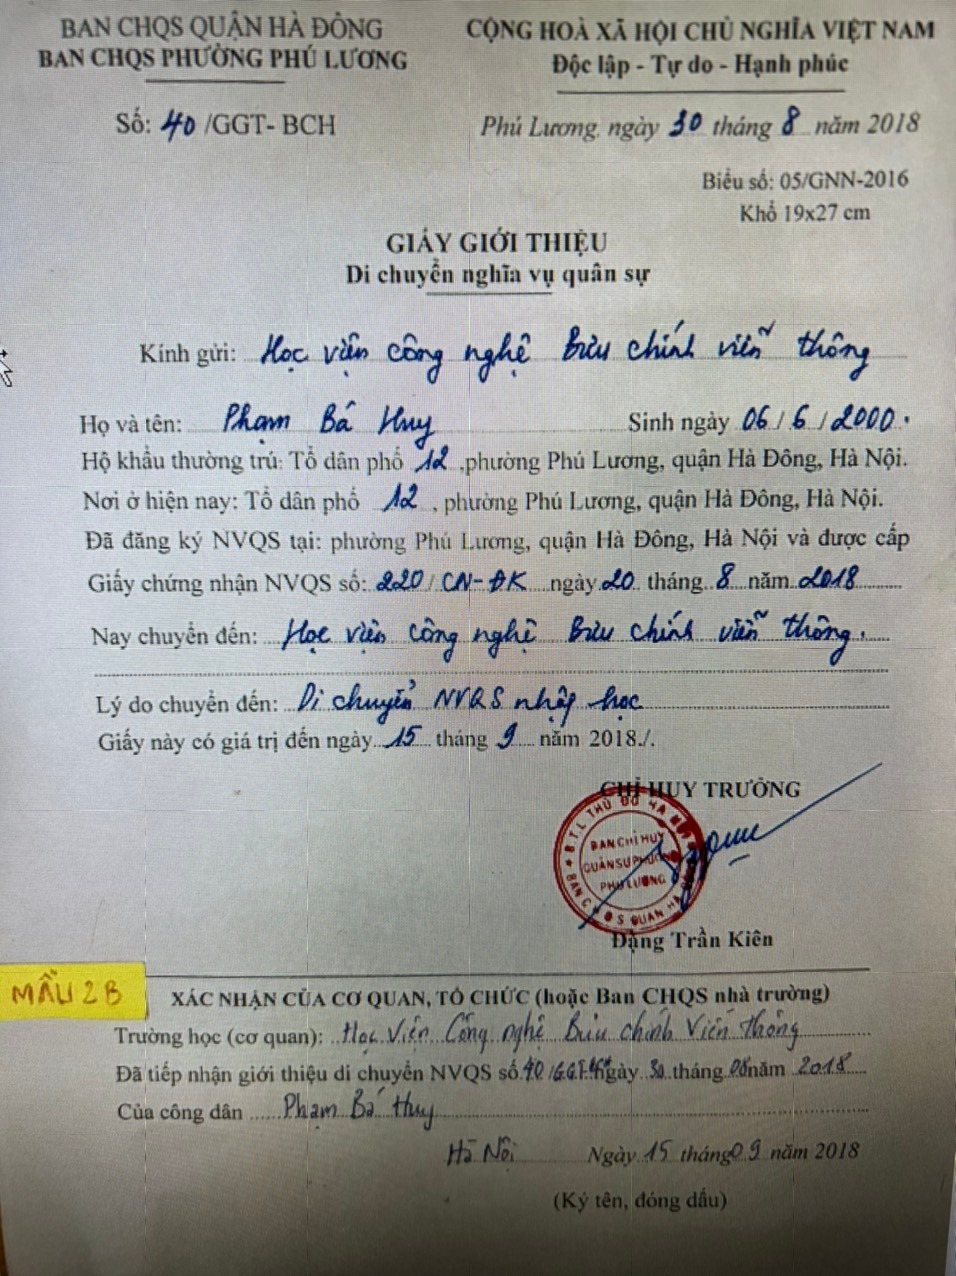 BAN CHQS QUẬN HÀ ĐÔNG
BAN CHQS PHƯỜNG PHÚ LƯƠNG
CỘNG HOÀ XÃ HỘI CHỦ NGHĨA VIỆT NAM
Độc lập - Tự do - Hạnh phúc
Số: 40 /GGT- BCH
Phú Lương, ngày 30 tháng 8 năm 2018
Biểu số: 05/GNN-2016
Khổ 19x27 cm
GIẤY GIỚI THIỆU
Di chuyển nghĩa vụ quân sự
Kính gửi: Học viện công nghệ Bưu chính viễn thông
Họ và tên: Phạm Bá Huy Sinh ngày 06 / 6 / 2000.
Hộ khẩu thường trú: Tổ dân phố 12 ,phường Phú Lương, quận Hà Đông, Hà Nội.
Nơi ở hiện nay: Tổ dân phố 12 , phường Phú Lương, quận Hà Đông, Hà Nội.
Đã đăng ký NVQS tại: phường Phú Lương, quận Hà Đông, Hà Nội và được cấp
Giấy chứng nhận NVQS số: 220/ CN-ĐK ngày 20 tháng 8 năm 2018
Nay chuyển đến: Học viện công nghệ Bưu chính viễn thông.
Lý do chuyển đến: Di chuyển NVQS nhập học
Giấy này có giá trị đến ngày 15 tháng 9 năm 2018./.
CHỈ HUY TRƯỞNG
B.T.L THỦ ĐÔ HÀ NỘI
BAN CHỈ HUY
QUÂN SỰ PHƯỜNG
PHÚ LƯƠNG
BAN CHQS QUẬN HÀ ĐÔNG
Đặng Trần Kiên
MẪU 2B
XÁC NHẬN CỦA CƠ QUAN, TỔ CHỨC (hoặc Ban CHQS nhà trường)
Trường học (cơ quan): Học Viện Công nghệ Bưu chính Viễn thông
Đã tiếp nhận giới thiệu di chuyển NVQS số 40 /GGT ngày 30 tháng 08 năm 2018
Của công dân Phạm Bá Huy
Hà Nội Ngày 15 tháng 09 năm 2018
(Ký tên, đóng dấu)